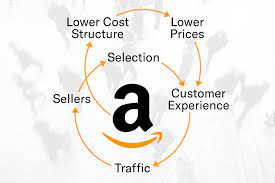 Lower Cost
Structure
Lower
Prices
Selection
Sellers
a
Customer
Experience
Traffic